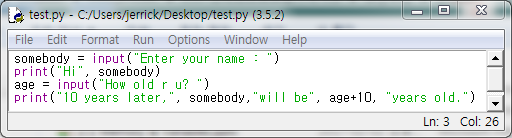 test.py - C:/Users/jerrick/Desktop/test.py (3.5.2)
File Edit Format Run Options Window Help
somebody = input("Enter your name : ")
print("Hi", somebody)
age = input("How old r u? ")
print("10 years later,", somebody,"will be", age+10, "years old.")
Ln: 3 Col: 26